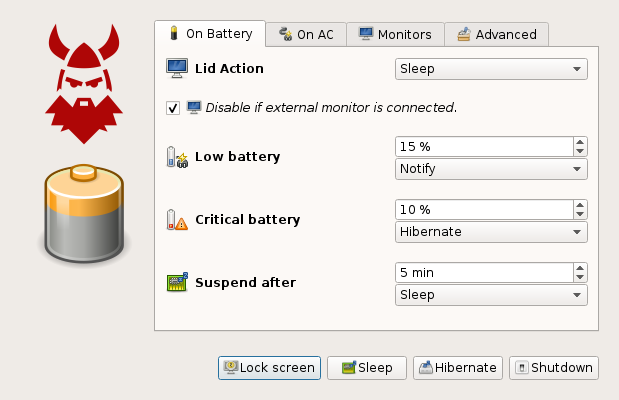 On Battery On AC Monitors Advanced
Lid Action Sleep
Disable if external monitor is connected.
15 %
Low battery
Notify
10 %
Critical battery
Hibernate
5 min
Suspend after
Sleep
Lock screen Sleep Hibernate Shutdown